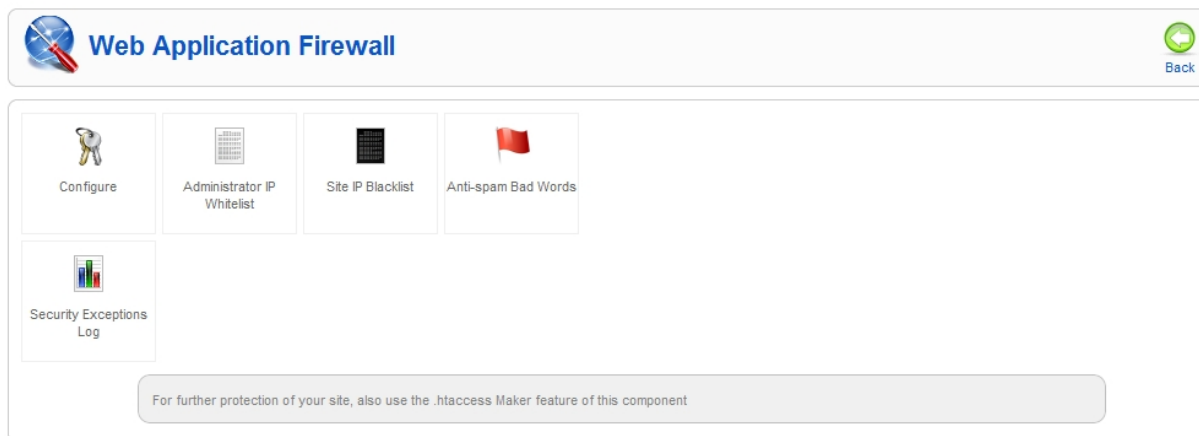 Web Application Firewall
Back
Configure
Administrator IP
Whitelist
Site IP Blacklist
Anti-spam Bad Words
Security Exceptions
Log
For further protection of your site, also use the .htaccess Maker feature of this component